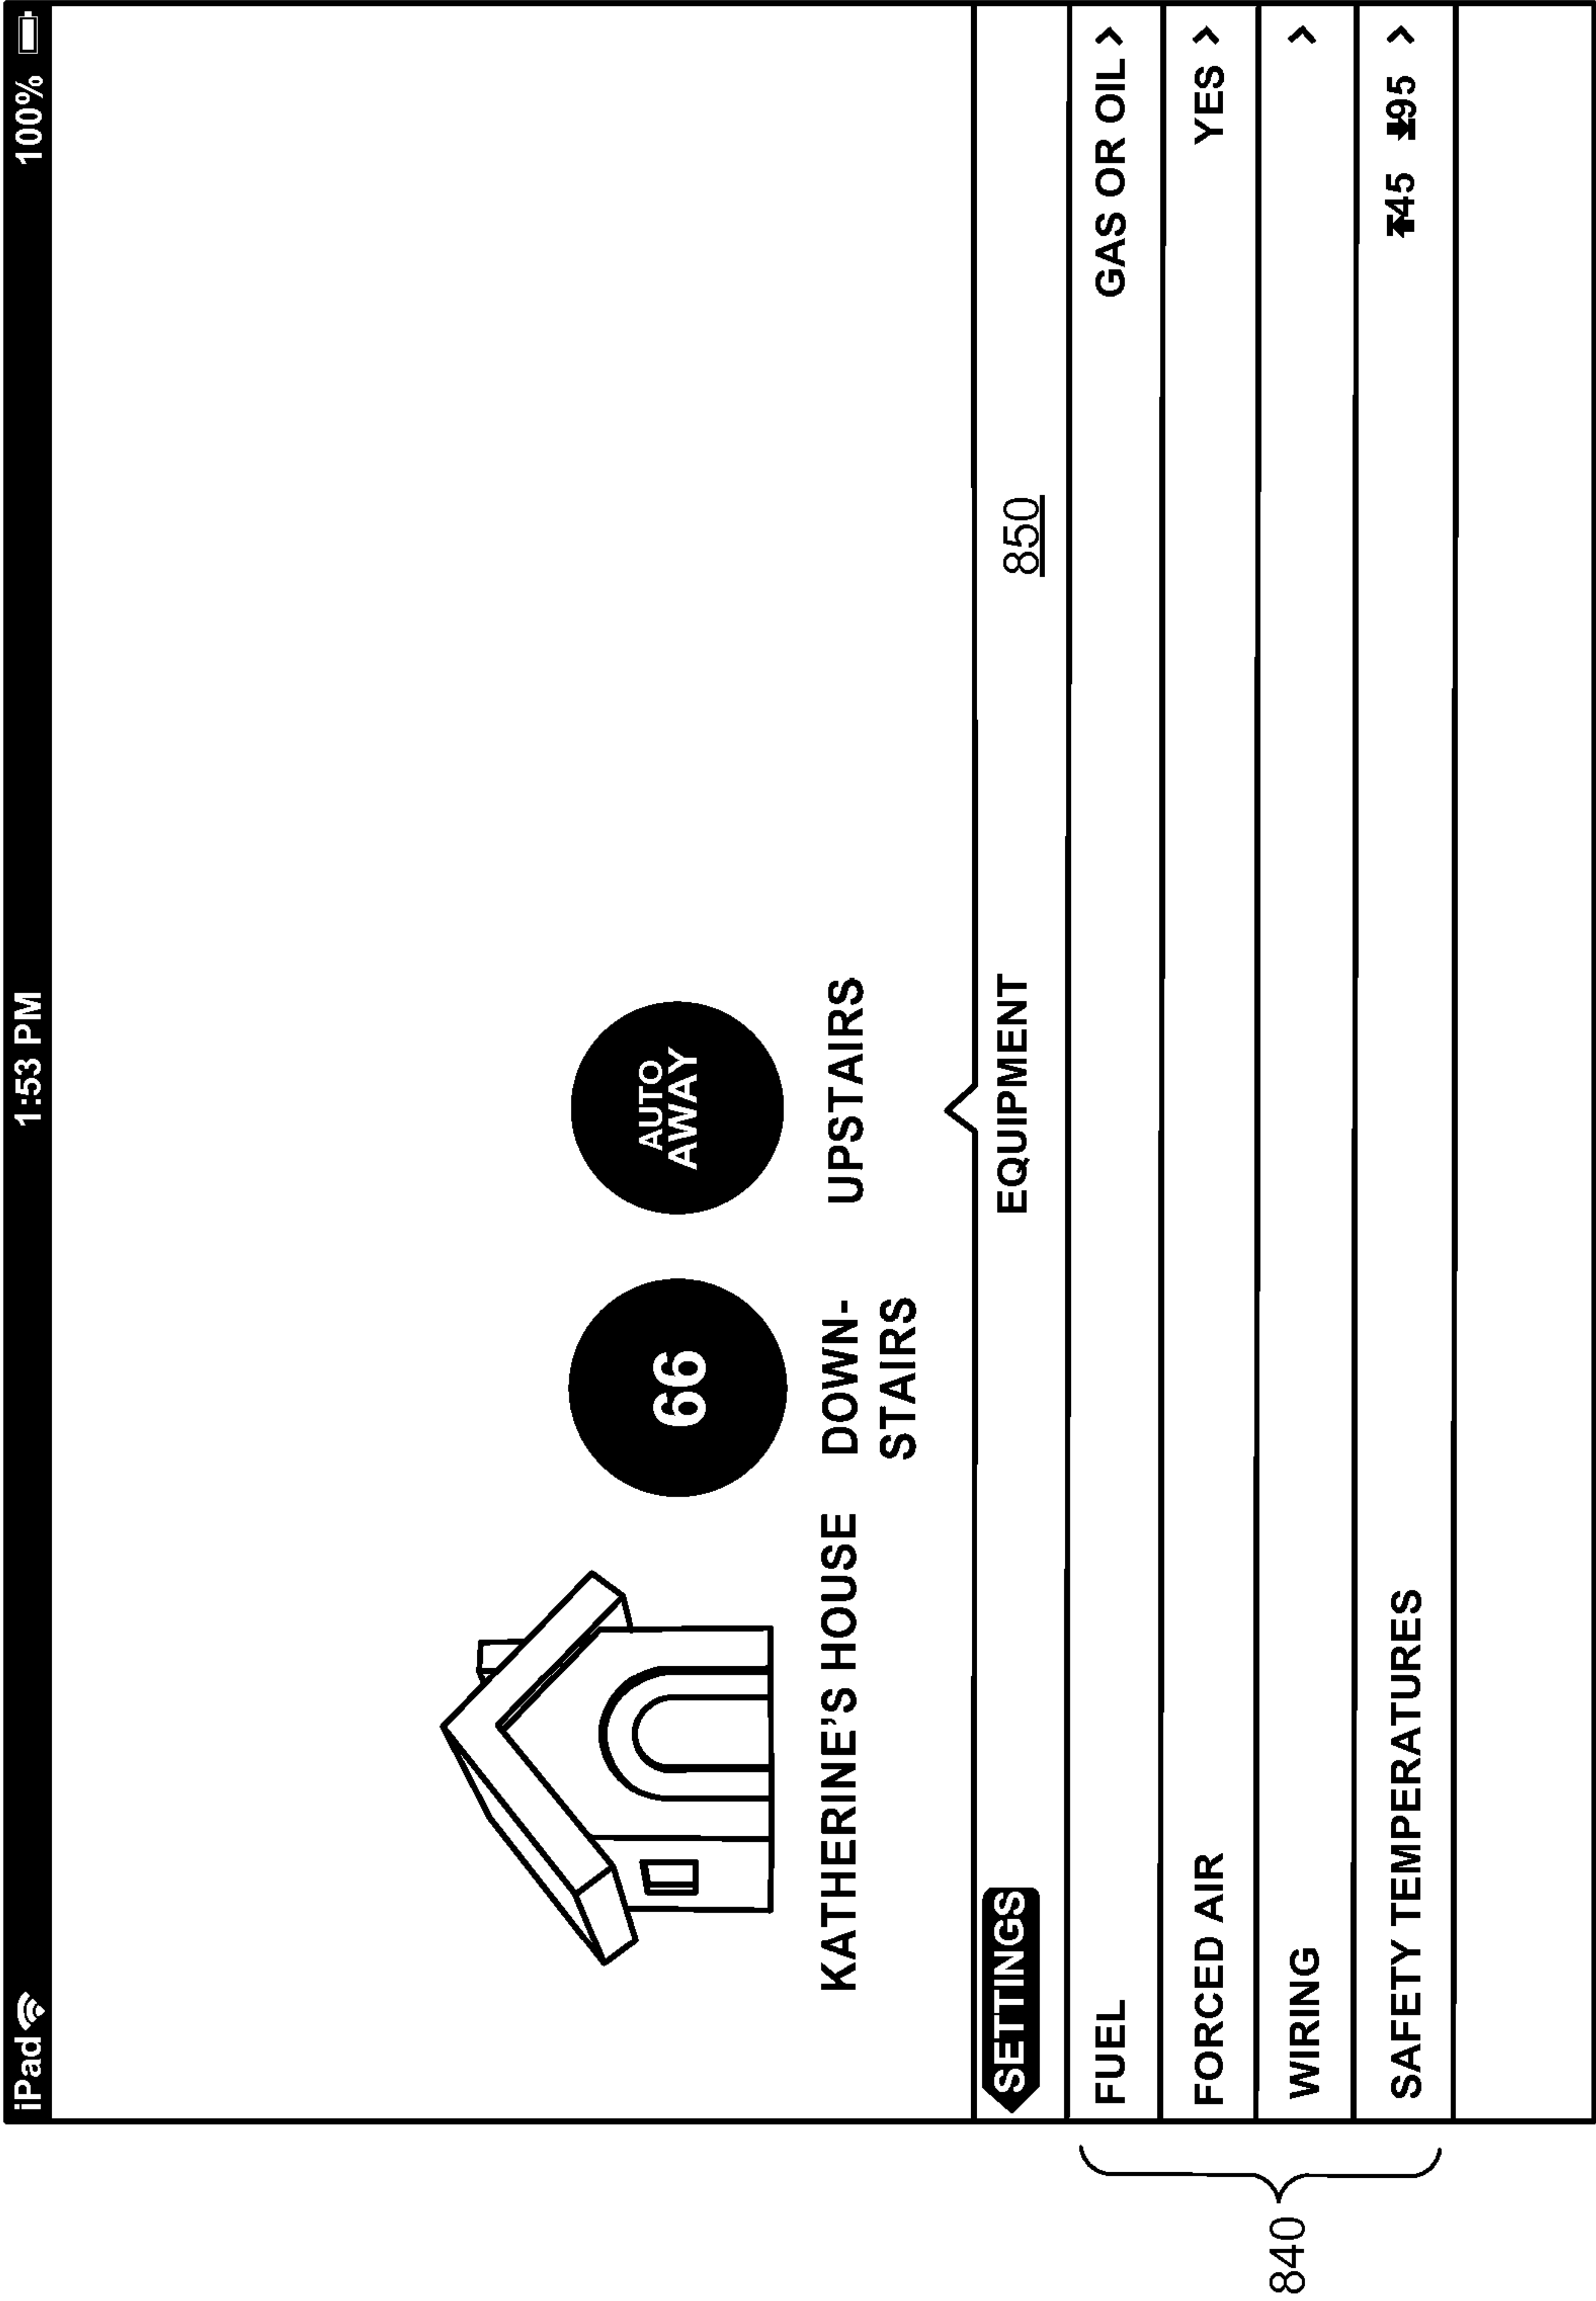 iPad 1:53 PM 100%
66
AUTO
AWAY
KATHERINE'S HOUSE
DOWN-
STAIRS
UPSTAIRS
SETTINGS EQUIPMENT 850
FUEL GAS OR OIL >
FORCED AIR YES >
WIRING >
SAFETY TEMPERATURES 45 95 >
840